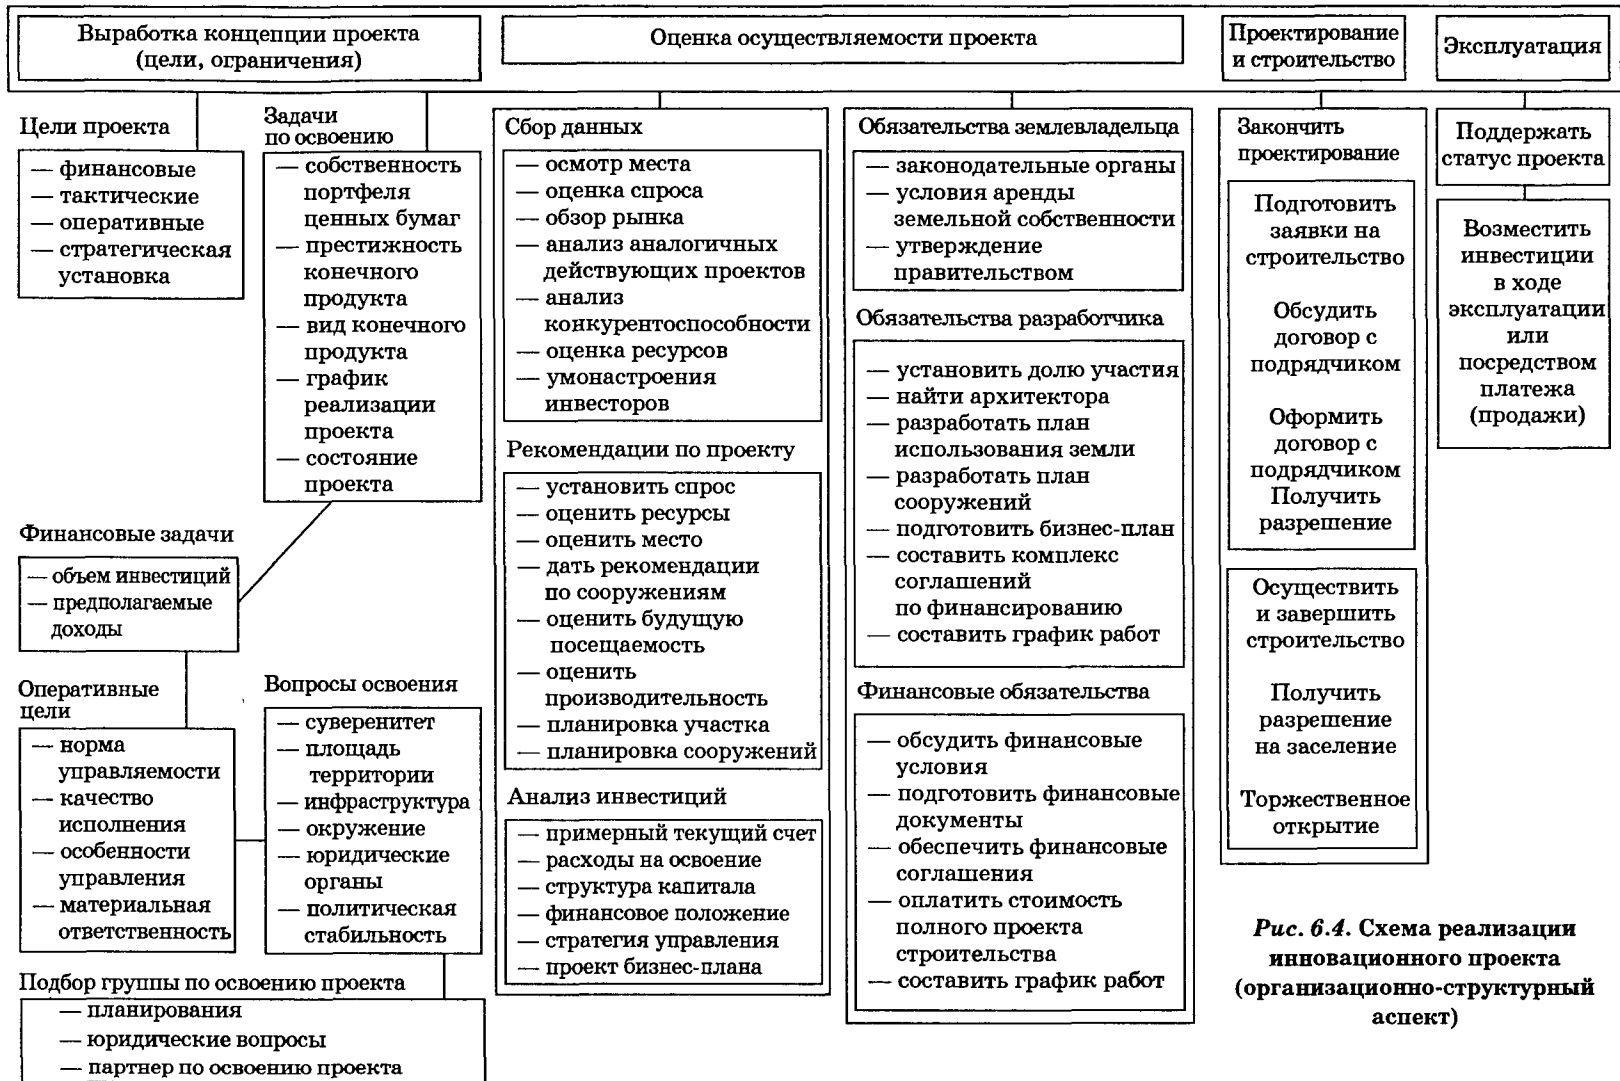 Выработка концепции проекта
(цели, ограничения)
Оценка осуществляемости проекта
Проектирование
и строительство
Эксплуатация
Цели проекта
— финансовые
— тактические
— оперативные
— стратегическая
установка
Задачи
по освоению
— собственность
портфеля
ценных бумаг
— престижность
конечного
продукта
— вид конечного
продукта
— график
реализации
проекта
— состояние
проекта
Финансовые задачи
— объем инвестиций
— предполагаемые
доходы
Оперативные
цели
— норма
управляемости
— качество
исполнения
— особенности
управления
— материальная
ответственность
Вопросы освоения
— суверенитет
— площадь
территории
— инфраструктура
— окружение
— юридические
органы
— политическая
стабильность
Подбор группы по освоению проекта
— планирования
— юридические вопросы
— партнер по освоению проекта
Сбор данных
— осмотр места
— оценка спроса
— обзор рынка
— анализ аналогичных
действующих проектов
— анализ
конкурентоспособности
— оценка ресурсов
— умонастроения
инвесторов
Рекомендации по проекту
— установить спрос
— оценить ресурсы
— оценить место
— дать рекомендации
по сооружениям
— оценить будущую
посещаемость
— оценить
производительность
— планировка участка
— планировка сооружений
Анализ инвестиций
— примерный текущий счет
— расходы на освоение
— структура капитала
— финансовое положение
— стратегия управления
— проект бизнес-плана
Обязательства землевладельца
— законодательные органы
— условия аренды
земельной собственности
— утверждение
правительством
Обязательства разработчика
— установить долю участия
— найти архитектора
— разработать план
использования земли
— разработать план
сооружений
— подготовить бизнес-план
— составить комплекс
соглашений
по финансированию
— составить график работ
Финансовые обязательства
— обсудить финансовые
условия
— подготовить финансовые
документы
— обеспечить финансовые
соглашения
— оплатить стоимость
полного проекта
строительства
— составить график работ
Закончить
проектирование
Подготовить
заявки на
строительство
Обсудить
договор с
подрядчиком
Оформить
договор с
подрядчиком
Получить
разрешение
Осуществить
и завершить
строительство
Получить
разрешение
на заселение
Торжественное
открытие
Поддержать
статус проекта
Возместить
инвестиции
в ходе
эксплуатации
или
посредством
платежа
(продажи)
Рис. 6.4. Схема реализации
инновационного проекта
(организационно-структурный
аспект)